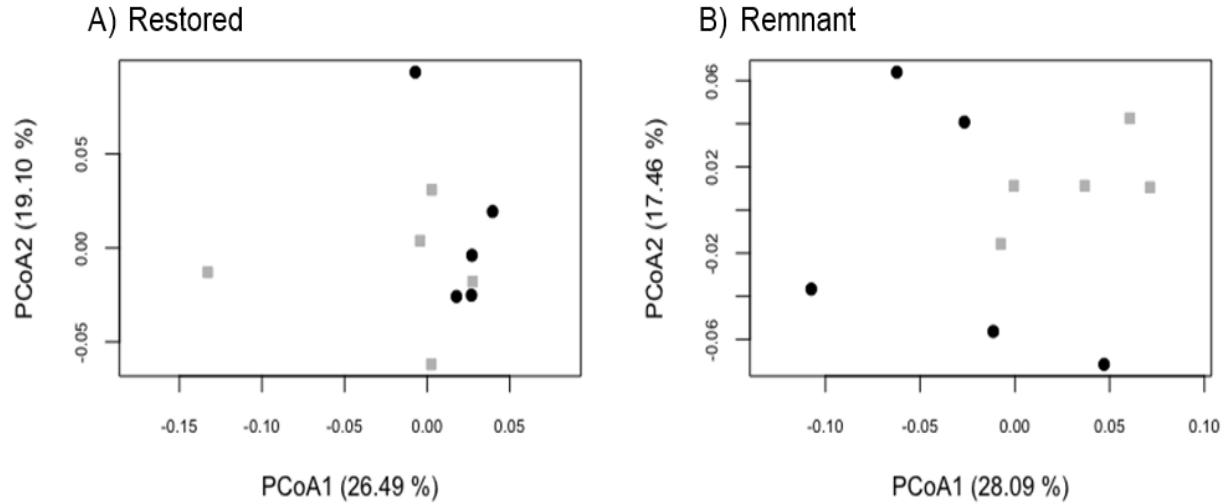 A) Restored
PCoA2 (19.10 %)
0.05
0.00
-0.05
-0.15 -0.10 -0.05 0.00 0.05
PCoA1 (26.49 %)
B) Remnant
PCoA2 (17.46 %)
0.06
0.02
-0.02
-0.06
-0.10 -0.05 0.00 0.05 0.10
PCoA1 (28.09 %)